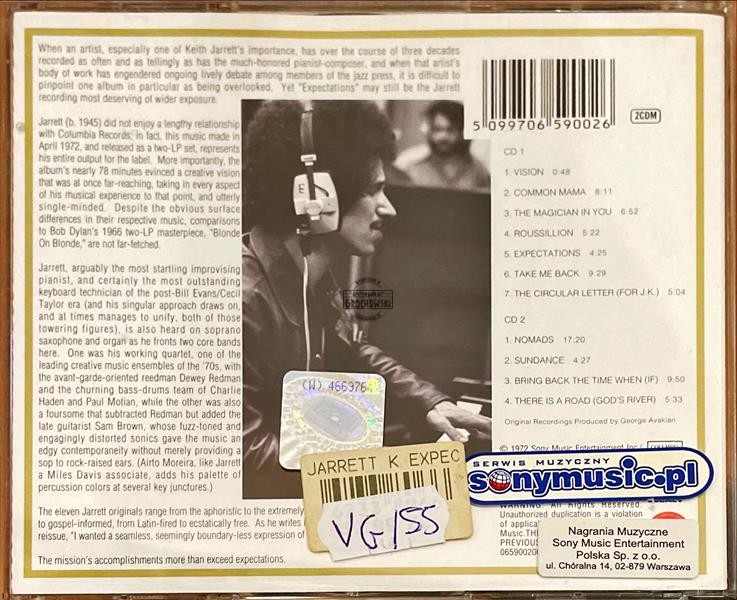 When an artist, especially one of Keith Jarrett's importance, has over the course of three decades
recorded as often and as tellingly as has the much-honored pianist-composer, and when that artist's
body of work has engendered ongoing lively debate among members of the jazz press, it is difficult to
pinpoint one album in particular as being overlooked. Yet "Expectations" may still be the Jarrett
recording most deserving of wider exposure.
Jarrett (b. 1945) did not enjoy a lengthy relationship
with Columbia Records; in fact, this music made in
April 1972, and released as a two-LP set, represents
his entire output for the label. More importantly, the
album's nearly 78 minutes evinced a creative vision
that was at once far-reaching, taking in every aspect
of his musical experience to that point, and utterly
single-minded. Despite the obvious surface
differences in their respective music, comparisons
to Bob Dylan's 1966 two-LP masterpiece, "Blonde
On Blonde," are not far-fetched.
Jarrett, arguably the most startling improvising
pianist, and certainly the most outstanding
keyboard technician of the post-Bill Evans/Cecil
Taylor era (and his singular approach draws on,
and at times manages to unify, both of those
towering figures), is also heard on soprano
saxophone and organ as he fronts two core bands
here. One was his working quartet, one of the
leading creative music ensembles of the '70s, with
the avant-garde-oriented reedman Dewey Redman
and the churning bass-drums team of Charlie
Haden and Paul Motian, while the other was also
a foursome that subtracted Redman but added the
late guitarist Sam Brown, whose fuzz-toned and
engagingly distorted sonics gave the music an
edgy contemporaneity without merely providing a
sop to rock-raised ears. (Airto Moreira, like Jarrett
a Miles Davis associate, adds his palette of
percussion colors at several key junctures.)
The eleven Jarrett originals range from the aphoristic to the extremely
to gospel-informed, from Latin-fired to ecstatically free. As he writes i
reissue, "I wanted a seamless, seemingly boundary-less expression of
The mission's accomplishments more than exceed expectations.
5 099706 590026
2CDM
CD 1
1. VISION 0:48
2. COMMON MAMA 8:11
3. THE MAGICIAN IN YOU 6:52
4. ROUSSILLION 5:22
5. EXPECTATIONS 4:25
6. TAKE ME BACK 9:29
7. THE CIRCULAR LETTER (FOR J.K.) 5:04
CD 2
1. NOMADS 17:20
2. SUNDANCE 4:27
3. BRING BACK THE TIME WHEN (IF) 9:50
4. THERE IS A ROAD (GOD'S RIVER) 5:33
Original Recordings Produced by George Avakian
℗ 1972 Sony Music Entertainment Inc.
GROCHOWSKI
(W) 466376
JARRETT K EXPEC
VG/55
SERWIS MUZYCZNY
sonymusic.pl
WARNING: All Rights Reserved.
Unauthorized duplication is a violation
of applica
Music.THE
PREVIOUS
06590020
Nagrania Muzyczne
Sony Music Entertainment
Polska Sp. z o.o.
ul. Chóralna 14, 02-879 Warszawa